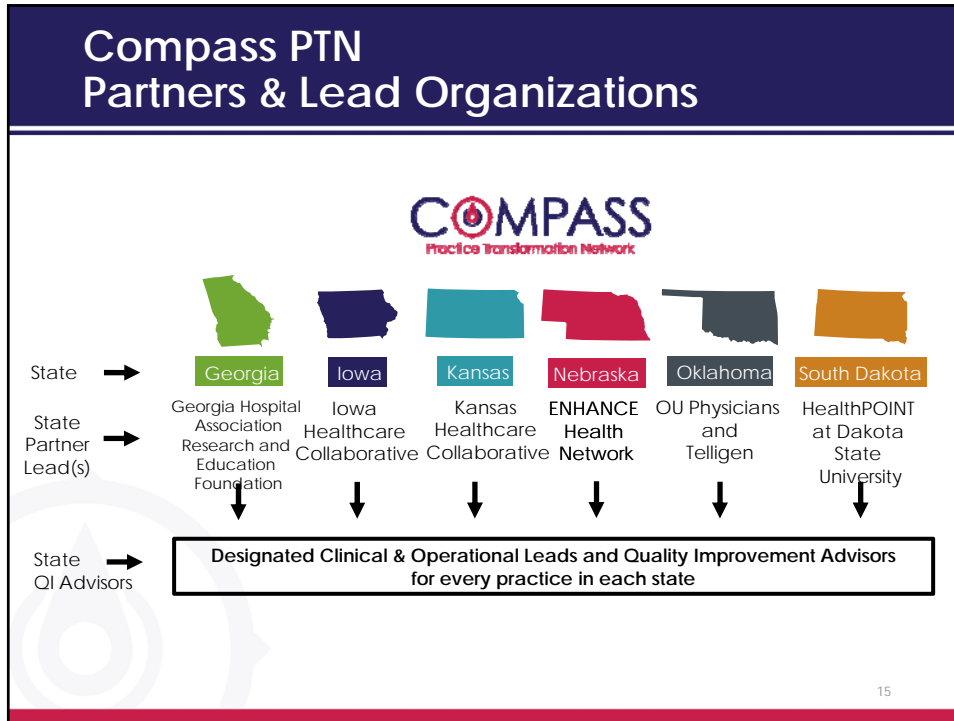 Compass PTN
Partners & Lead Organizations
COMPASS
Practice Transformation Network
State
Georgia
Iowa
Kansas
Nebraska
Oklahoma
South Dakota
State
Partner
Lead(s)
Georgia Hospital
Association
Research and
Education
Foundation
Iowa
Healthcare
Collaborative
Kansas
Healthcare
Collaborative
ENHANCE
Health
Network
OU Physicians
and
Telligen
HealthPOINT
at Dakota
State
University
State
QI Advisors
Designated Clinical & Operational Leads and Quality Improvement Advisors
for every practice in each state
15